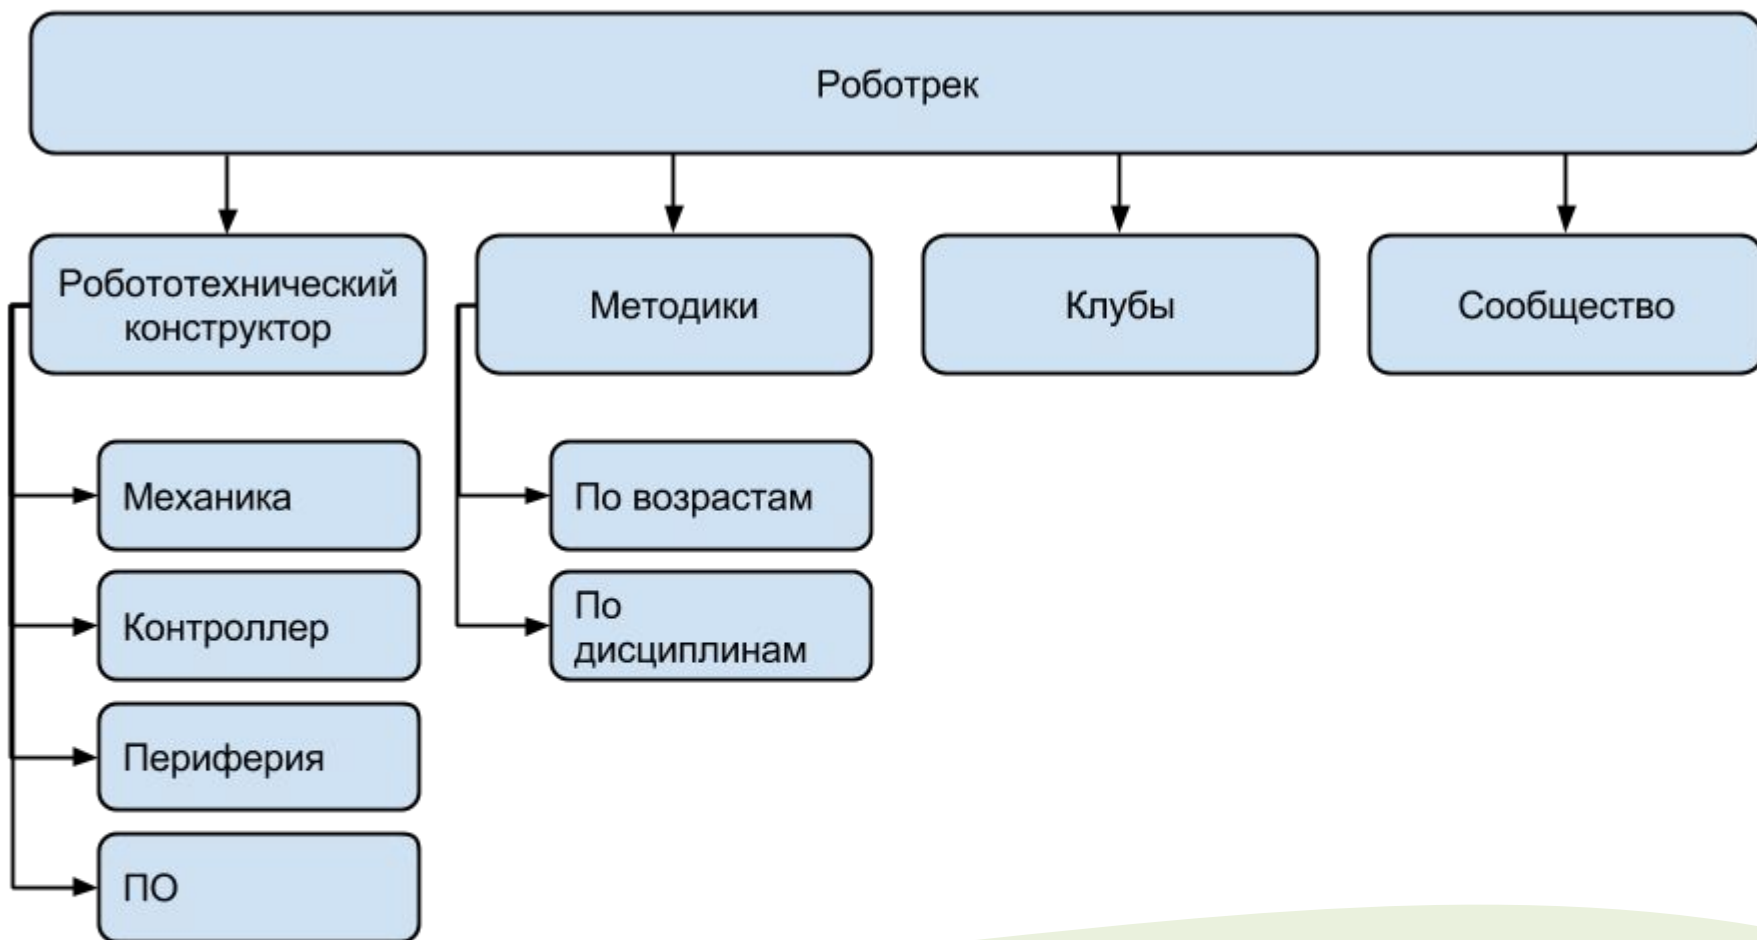 Роботрек
Робототехнический
конструктор
Методики
Клубы
Сообщество
Механика
Контроллер
Периферия
ПО
По возрастам
По
дисциплинам